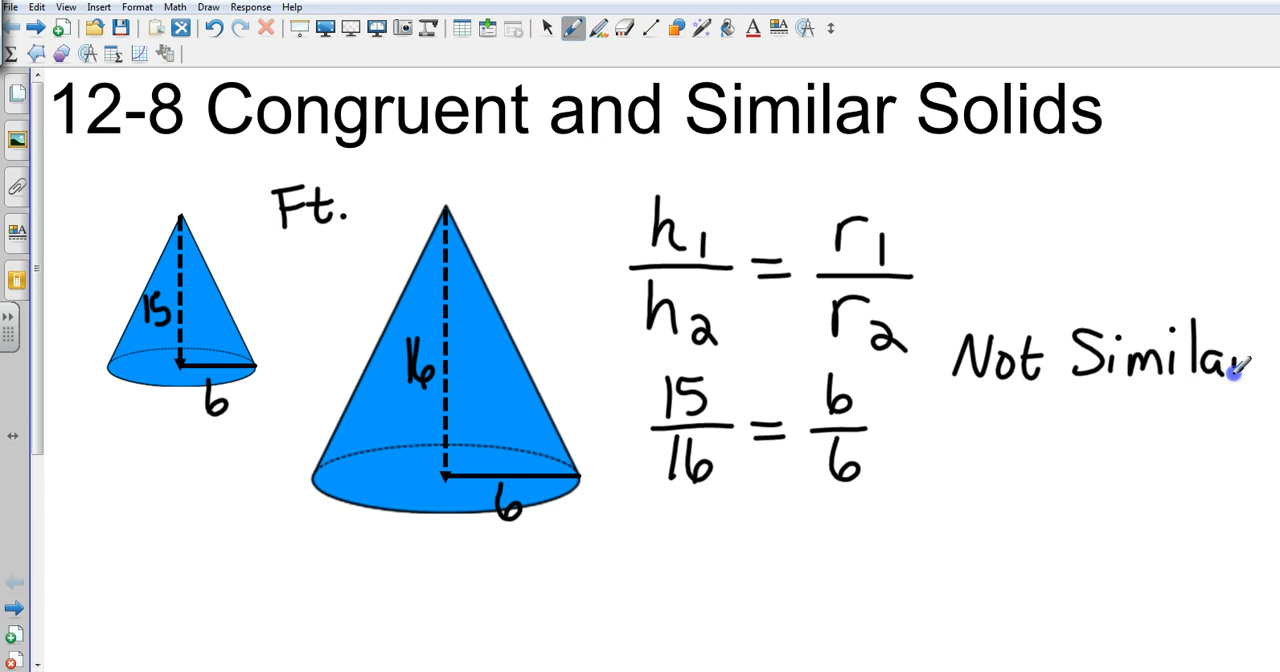 File Edit View Insert Format Math Draw Response Help
12-8 Congruent and Similar Solids
Ft.
15
6
16
6
h1/h2 = r1/r2
15/16 = 6/6
Not Similar